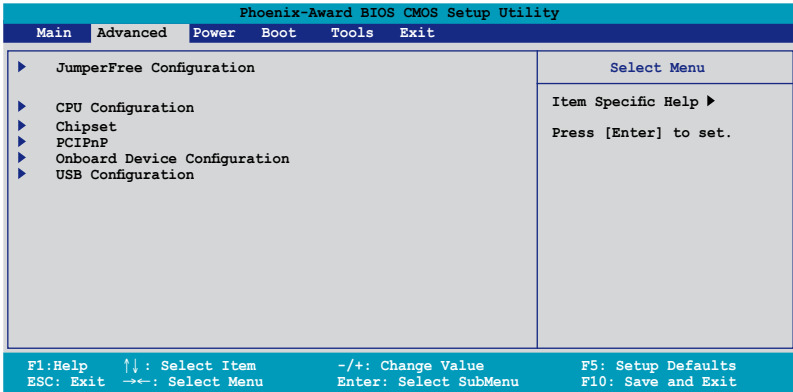 Phoenix-Award BIOS CMOS Setup Utility
Main Advanced Power Boot Tools Exit
JumperFree Configuration
CPU Configuration
Chipset
PCIPnP
Onboard Device Configuration
USB Configuration
Select Menu
Item Specific Help ▶
Press [Enter] to set.
F1:Help ↑↓: Select Item -/+: Change Value F5: Setup Defaults
ESC: Exit →←: Select Menu Enter: Select SubMenu F10: Save and Exit